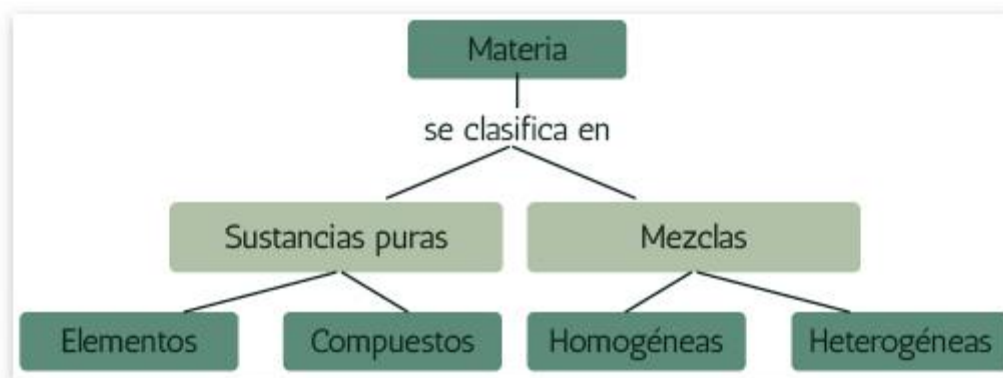 Materia
se clasifica en
Sustancias puras
Mezclas
Elementos
Compuestos
Homogéneas
Heterogéneas